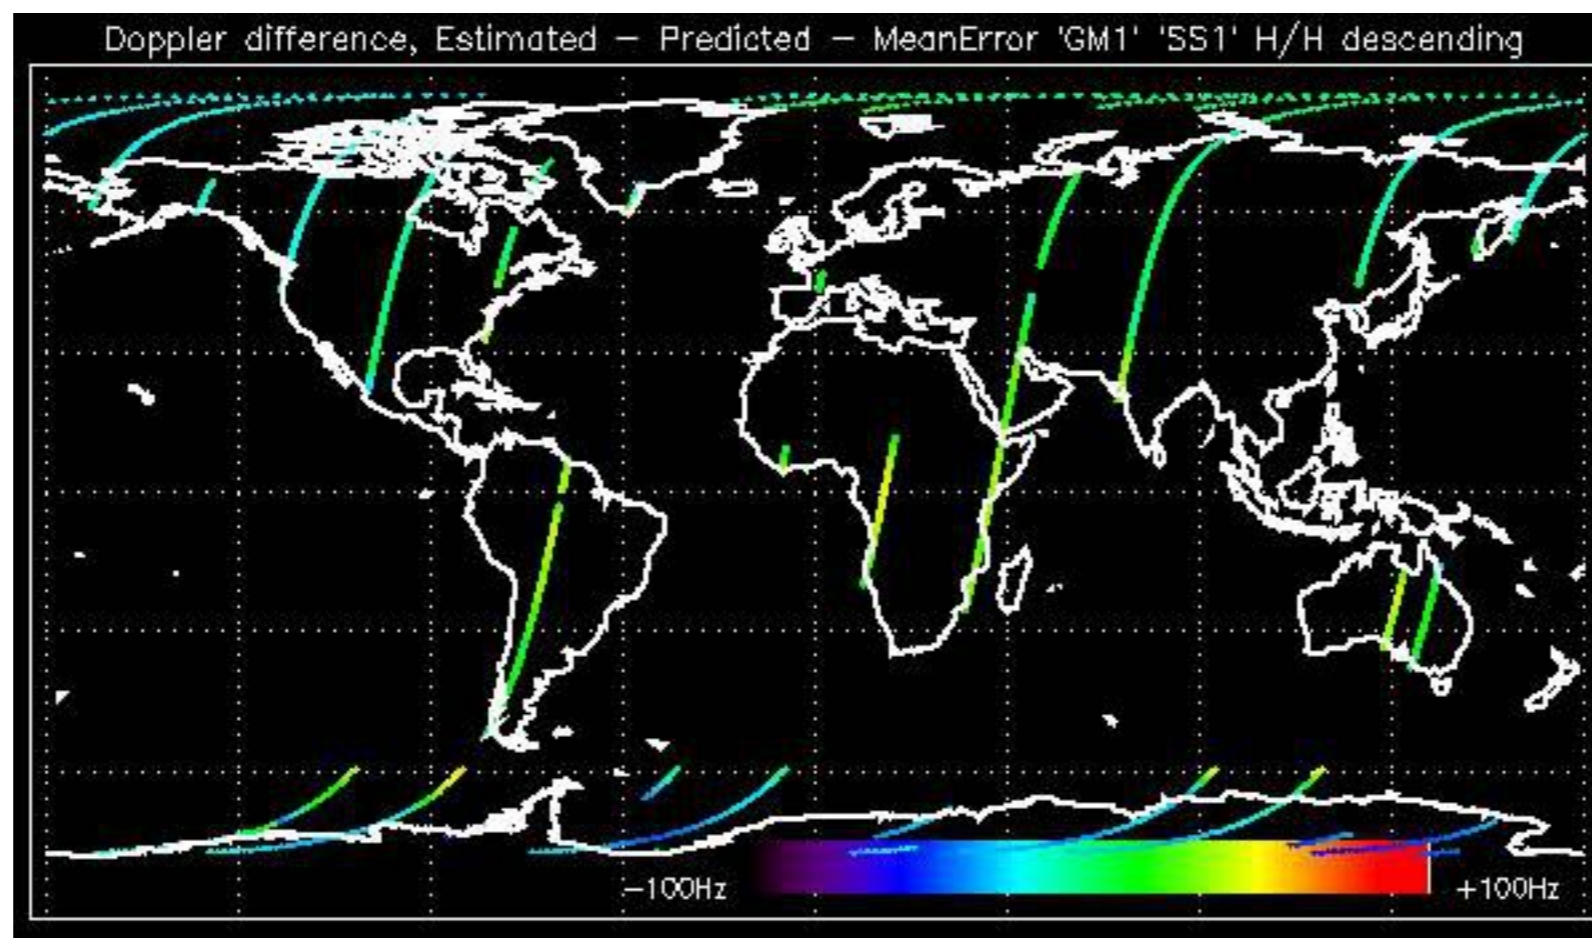 Doppler difference, Estimated – Predicted – MeanError 'GM1' 'SS1' H/H descending
-100Hz
+100Hz